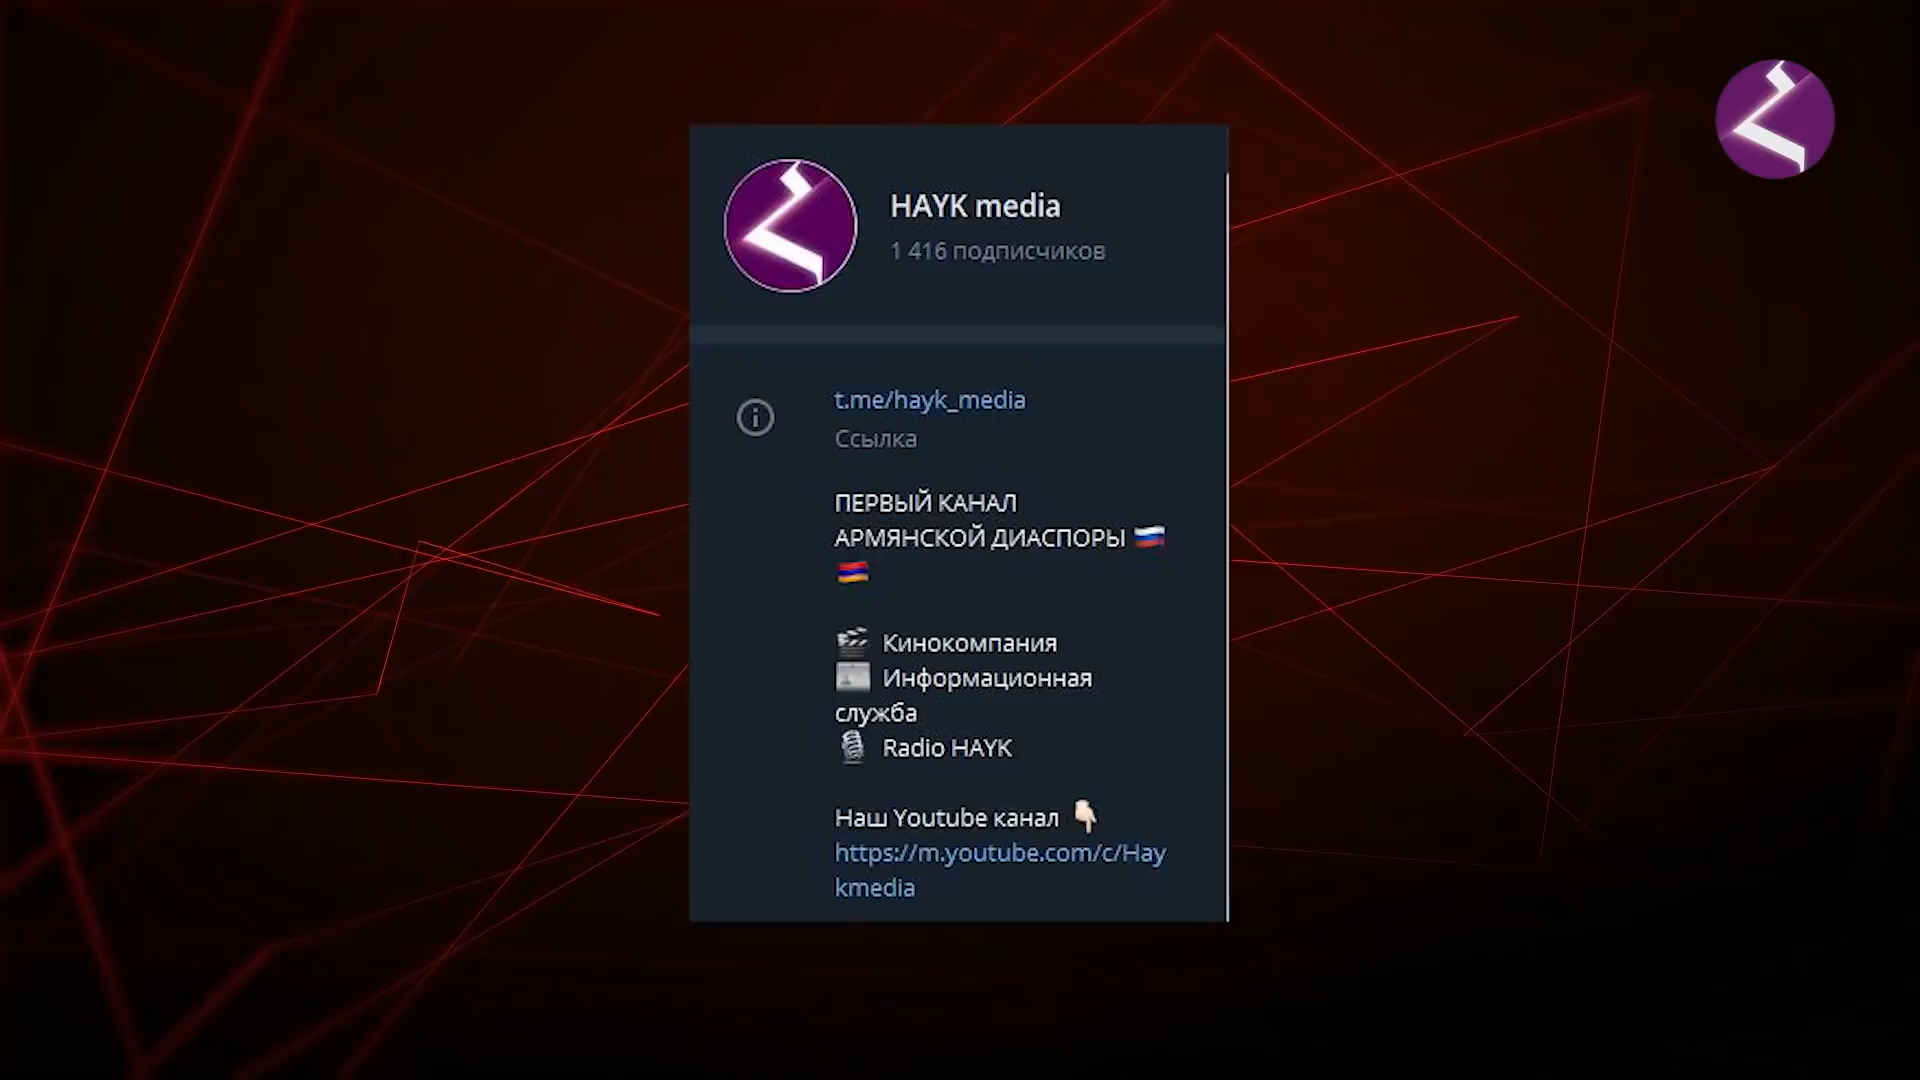 HAYK media
1 416 подписчиков
t.me/hayk_media
Ссылка
ПЕРВЫЙ КАНАЛ
АРМЯНСКОЙ ДИАСПОРЫ 🇷🇺
🇦🇲
🎬 Кинокомпания
📰 Информационная
служба
🎙 Radio HAYK
Наш Youtube канал 👇🏻
https://m.youtube.com/c/Hay
kmedia